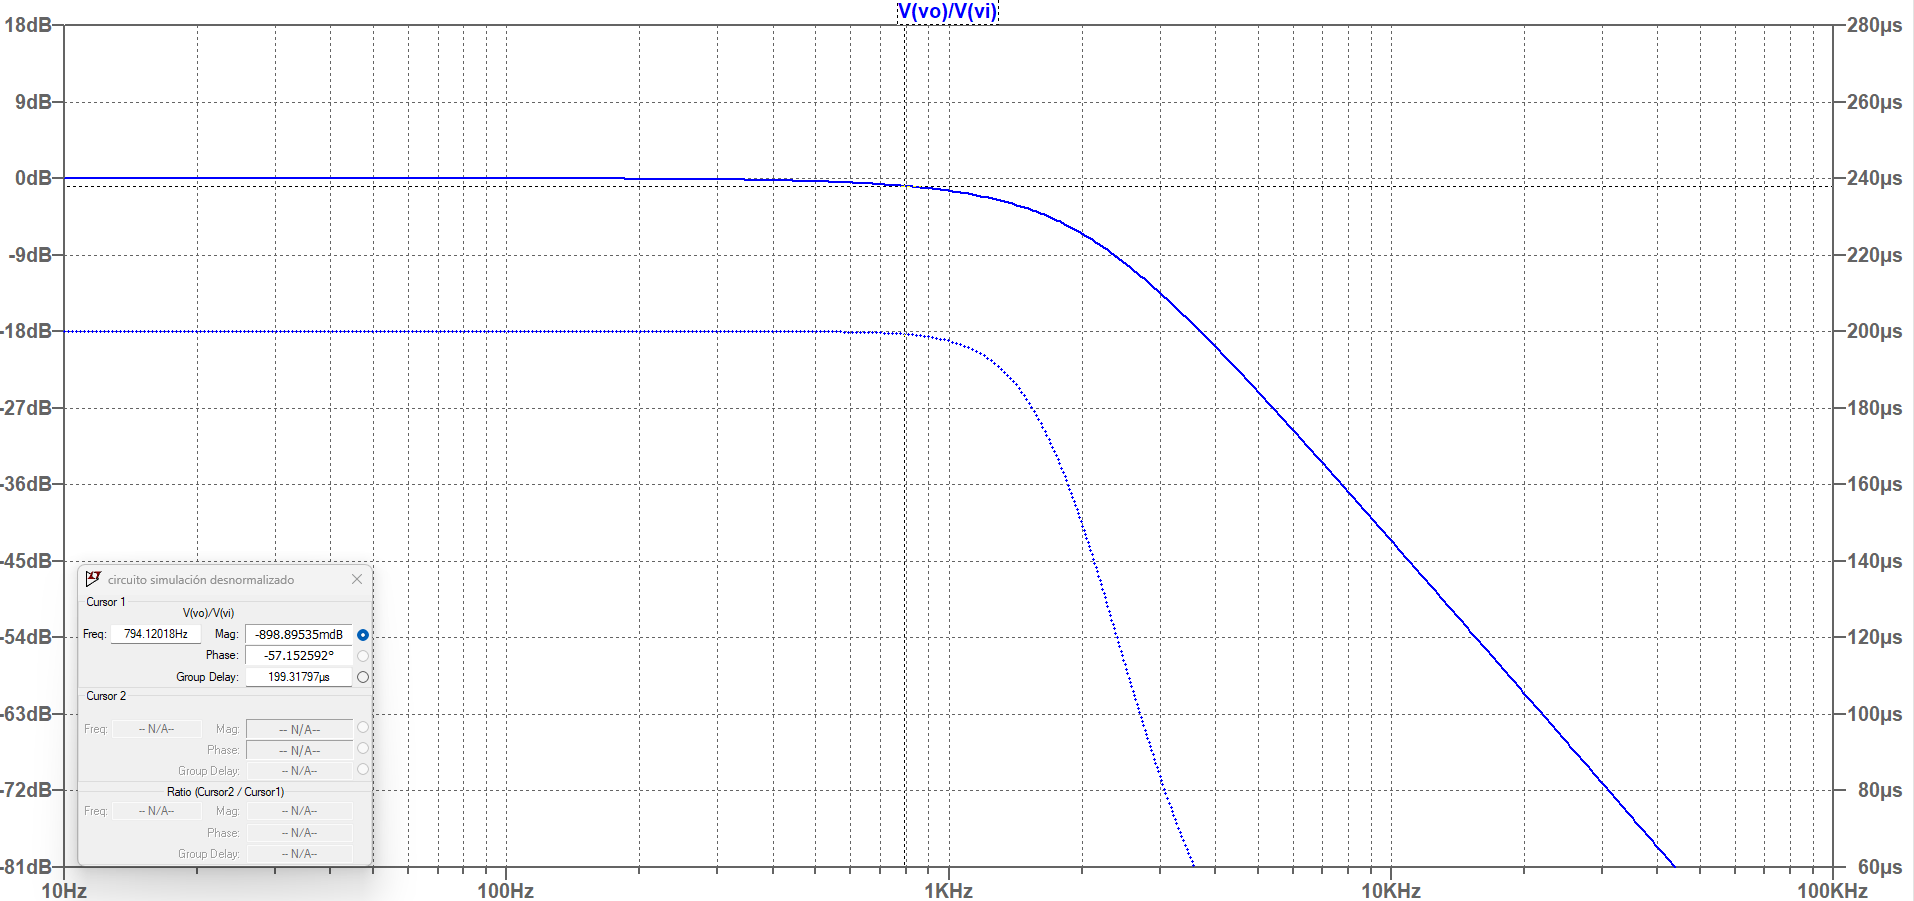 V(vo)/V(vi)
18dB
9dB
0dB
-9dB
-18dB
-27dB
-36dB
-45dB
-54dB
-63dB
-72dB
-81dB
280µs
260µs
240µs
220µs
200µs
180µs
160µs
140µs
120µs
100µs
80µs
60µs
circuito simulación desnormalizado
Cursor 1
V(vo)/V(vi)
Freq: 794.12018Hz Mag: -898.89535mdB
Phase: -57.152592°
Group Delay: 199.31797µs
Cursor 2
Freq: -- N/A-- Mag: -- N/A--
Phase: -- N/A--
Group Delay: -- N/A--
Ratio (Cursor2 / Cursor1)
Freq: -- N/A-- Mag: -- N/A--
Phase: -- N/A--
Group Delay: -- N/A--
10Hz 100Hz 1KHz 10KHz 100KHz